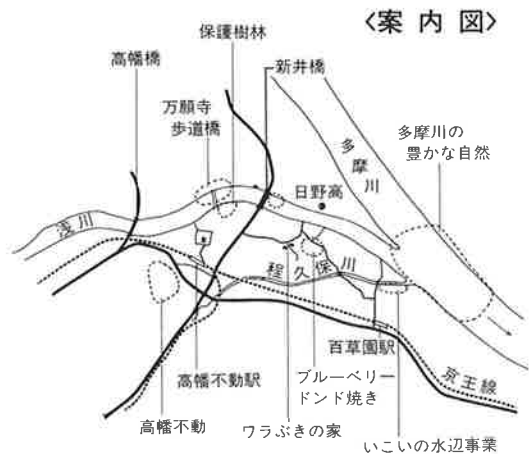 〈案内図〉
保護樹林
高幡橋
新井橋
万願寺
歩道橋
多摩川の
豊かな自然
多摩川
日野高
浅川
程久保川
百草園駅
京王線
高幡不動駅
ブルーベリー
ドンド焼き
高幡不動
ワラぶきの家
いこいの水辺事業